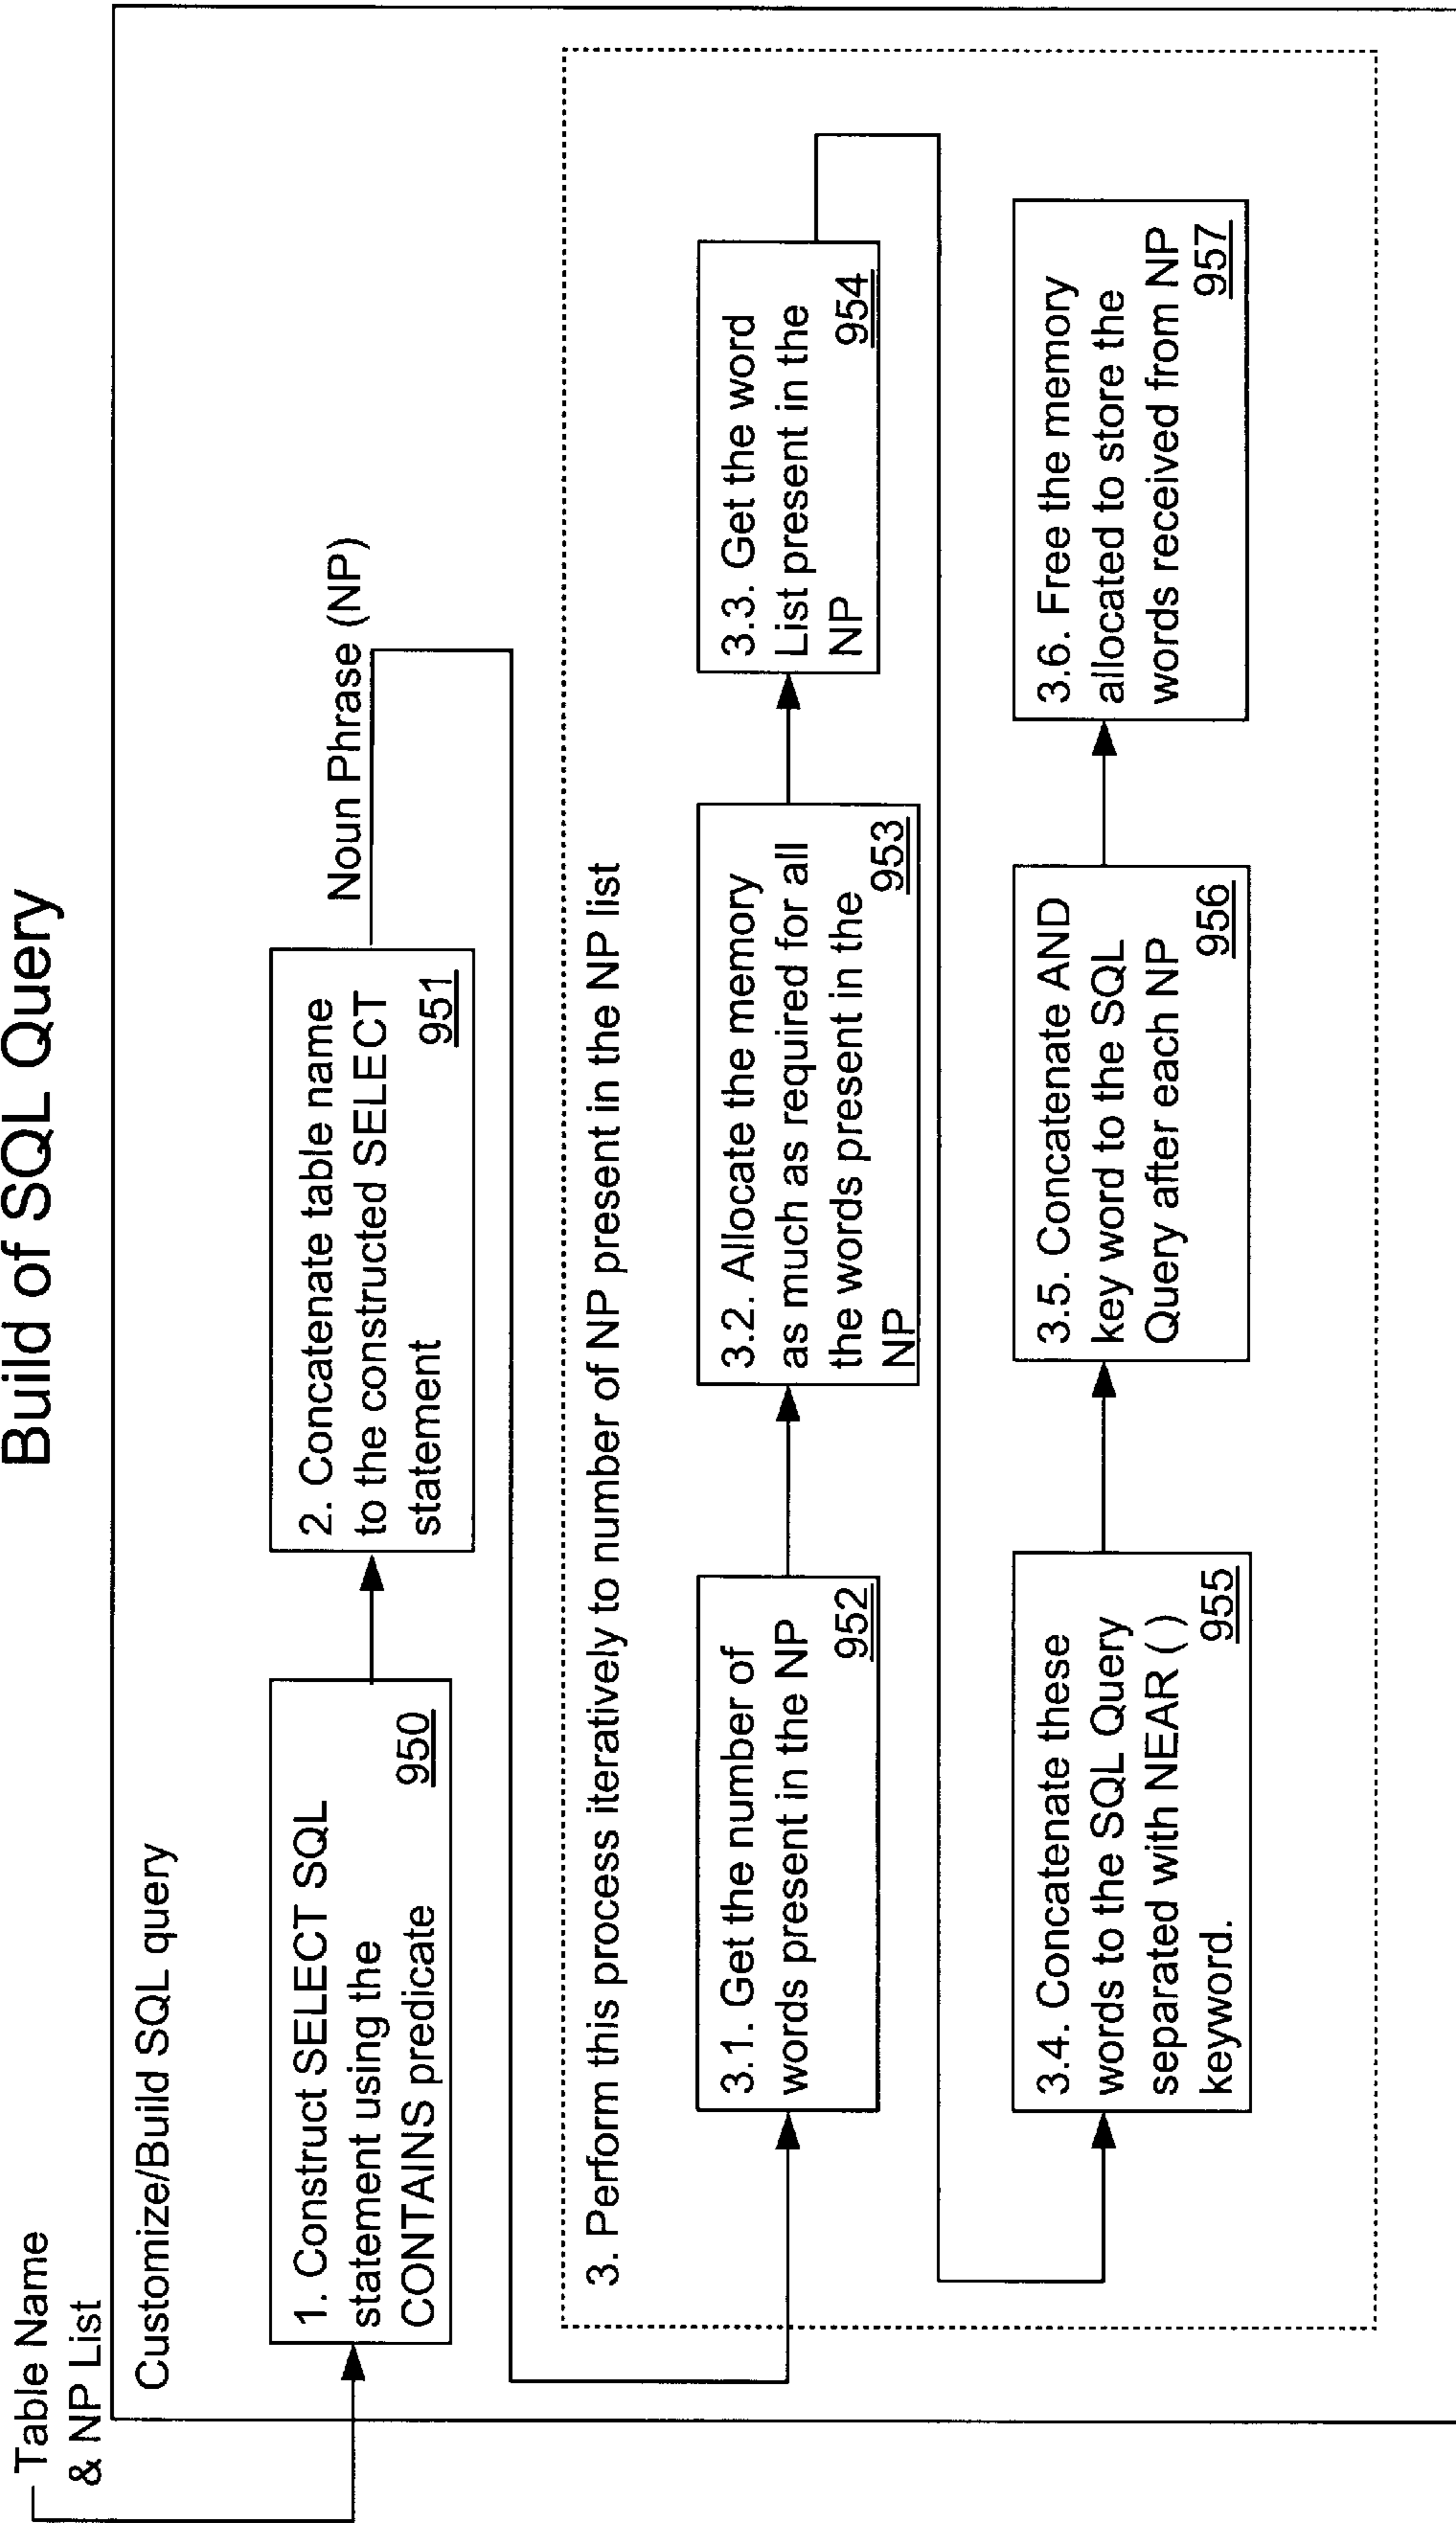 Build of SQL Query
Table Name
& NP List
Customize/Build SQL query
1. Construct SELECT SQL
statement using the
CONTAINS predicate
950
2. Concatenate table name
to the constructed SELECT
statement
951
Noun Phrase (NP)
3. Perform this process iteratively to number of NP present in the NP list
3.1. Get the number of
words present in the NP
952
3.2. Allocate the memory
as much as required for all
the words present in the
NP
953
3.3. Get the word
List present in the
NP
954
3.4. Concatenate these
words to the SQL Query
separated with NEAR ( )
keyword.
955
3.5. Concatenate AND
key word to the SQL
Query after each NP
956
3.6. Free the memory
allocated to store the
words received from NP
957